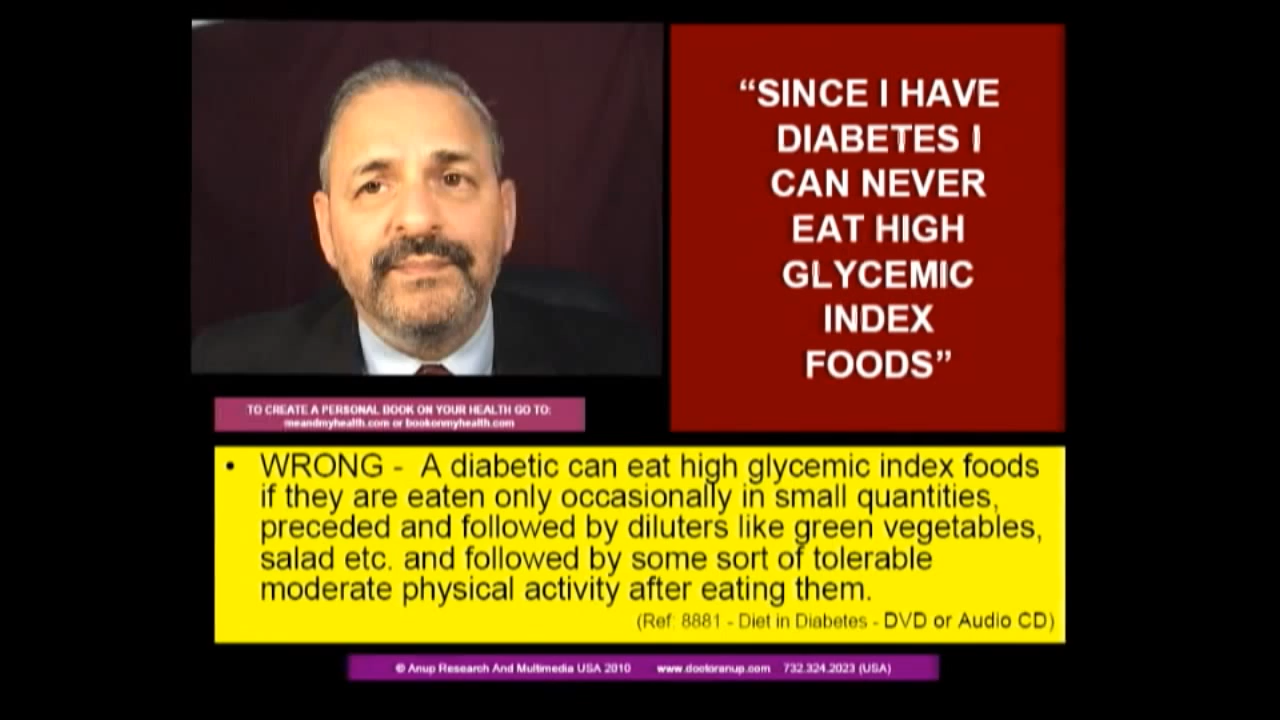 “SINCE I HAVE
DIABETES I
CAN NEVER
EAT HIGH
GLYCEMIC
INDEX
FOODS”
TO CREATE A PERSONAL BOOK ON YOUR HEALTH GO TO:
meandmyhealth.com or bookonmyhealth.com
• WRONG - A diabetic can eat high glycemic index foods
if they are eaten only occasionally in small quantities,
preceded and followed by diluters like green vegetables,
salad etc. and followed by some sort of tolerable
moderate physical activity after eating them.
(Ref: 8881 - Diet in Diabetes - DVD or Audio CD)
© Anup Research And Multimedia USA 2010 www.doctoranup.com 732.324.2023 (USA)